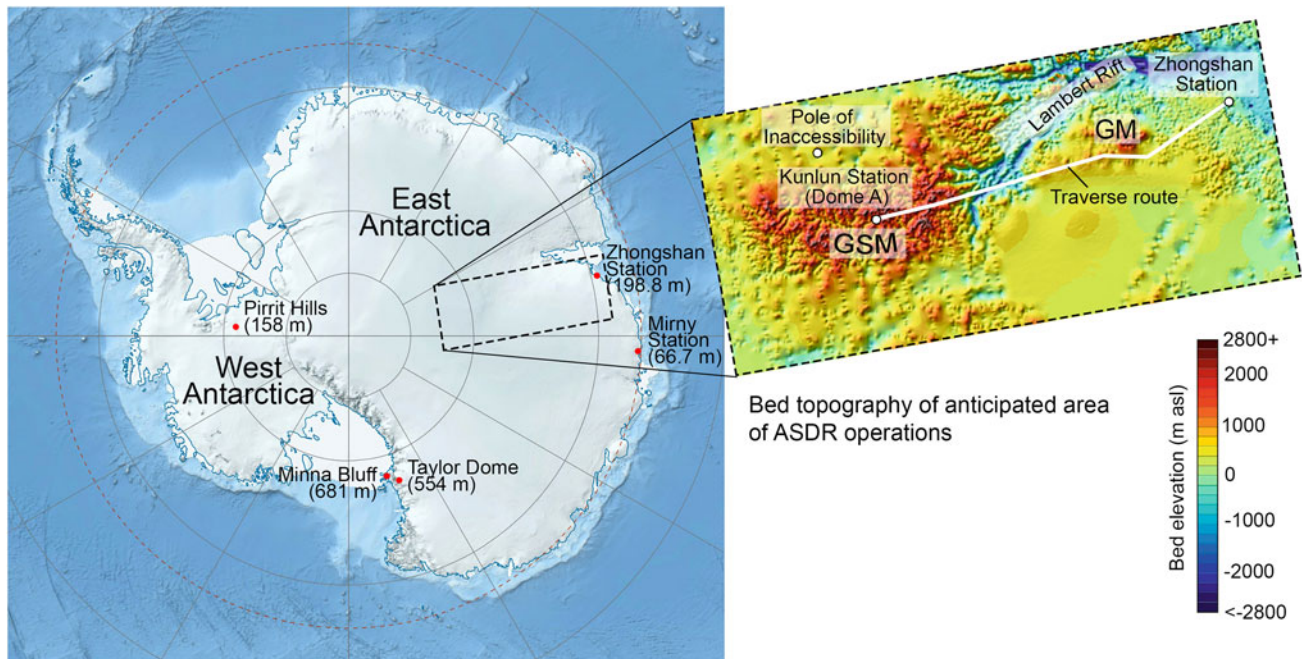 East
Antarctica
Zhongshan
Station
(198.8 m)
Mirny
Station
(66.7 m)
Pirrit Hills
(158 m)
West
Antarctica
Minna Bluff
(681 m)
Taylor Dome
(554 m)
Zhongshan
Station
Lambert Rift
Pole of
Inaccessibility
GM
Kunlun Station
(Dome A)
Traverse route
GSM
Bed topography of anticipated area
of ASDR operations
Bed elevation (m asl)
2800+
2000
1000
0
-1000
-2000
<-2800